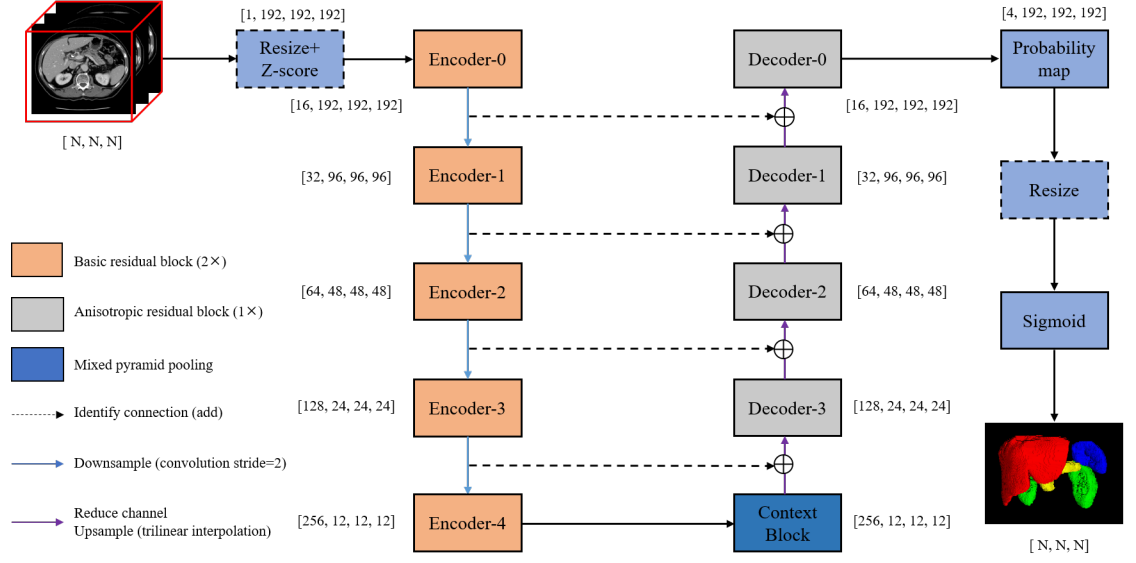 [1, 192, 192, 192]
[4, 192, 192, 192]
Resize+
Z-score
Encoder-0
Decoder-0
Probability
map
[16, 192, 192, 192]
[16, 192, 192, 192]
[ N, N, N]
[32, 96, 96, 96]
Encoder-1
Decoder-1
[32, 96, 96, 96]
Resize
Basic residual block (2×)
[64, 48, 48, 48]
Encoder-2
Decoder-2
[64, 48, 48, 48]
Anisotropic residual block (1×)
Sigmoid
Mixed pyramid pooling
Identify connection (add)
[128, 24, 24, 24]
Encoder-3
Decoder-3
[128, 24, 24, 24]
Downsample (convolution stride=2)
Reduce channel
Upsample (trilinear interpolation)
[256, 12, 12, 12]
Encoder-4
Context
Block
[256, 12, 12, 12]
[ N, N, N]